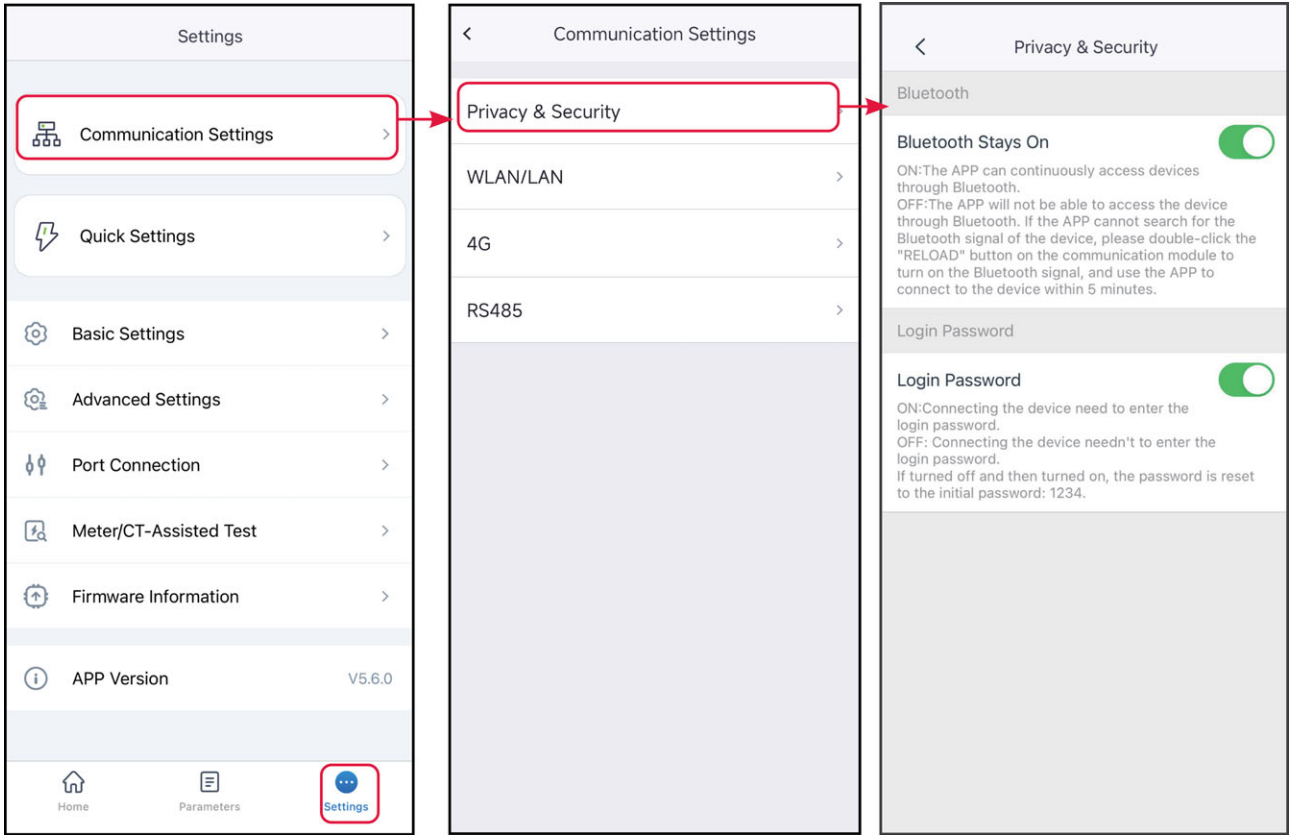 Settings
Communication Settings
Quick Settings
Basic Settings
Advanced Settings
Port Connection
Meter/CT-Assisted Test
Firmware Information
APP Version V5.6.0
Home Parameters Settings
Communication Settings
Privacy & Security
WLAN/LAN
4G
RS485
Privacy & Security
Bluetooth
Bluetooth Stays On
ON:The APP can continuously access devices
through Bluetooth.
OFF:The APP will not be able to access the device
through Bluetooth. If the APP cannot search for the
Bluetooth signal of the device, please double-click the
"RELOAD" button on the communication module to
turn on the Bluetooth signal, and use the APP to
connect to the device within 5 minutes.
Login Password
Login Password
ON:Connecting the device need to enter the
login password.
OFF: Connecting the device needn't to enter the
login password.
If turned off and then turned on, the password is reset
to the initial password: 1234.